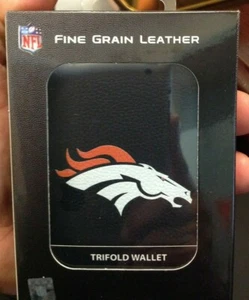 NFL
FINE GRAIN LEATHER
TRIFOLD WALLET